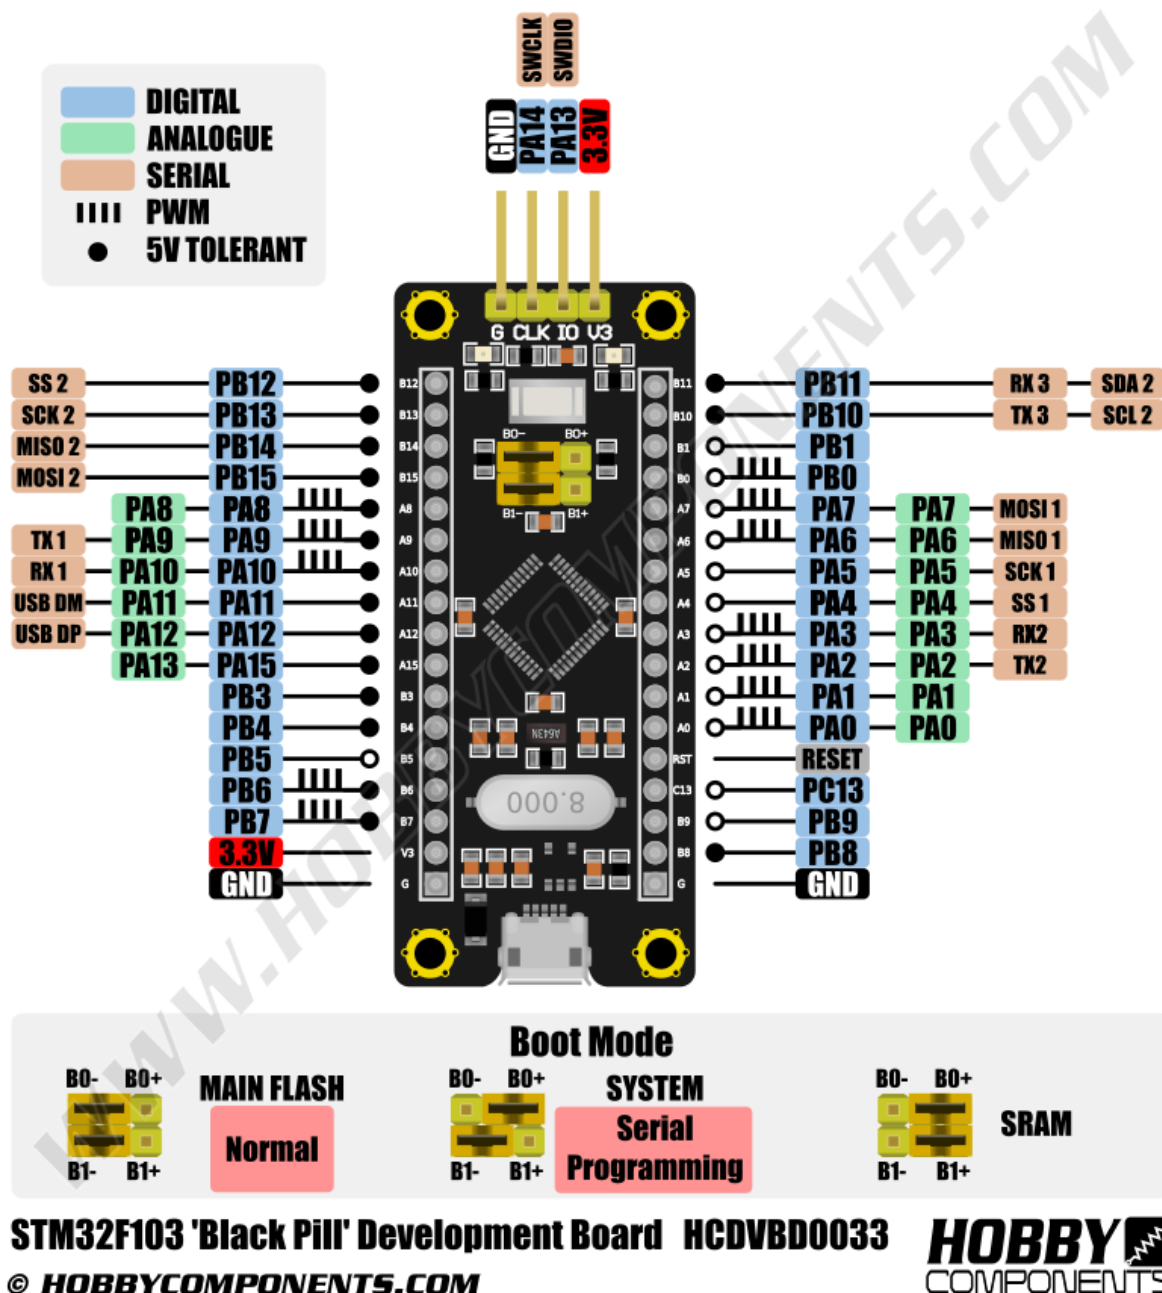 SWCLK
SWDIO
GND
PA14
PA13
3.3V
DIGITAL
ANALOGUE
SERIAL
PWM
5V TOLERANT
G CLK IO V3
SS 2 PB12 B12 B11 PB11 RX 3 SDA 2
SCK 2 PB13 B13 B10 PB10 TX 3 SCL 2
MISO 2 PB14 B14 B1 PB1
MOSI 2 PB15 B15 B0 PB0
PA8 PA8 A8 A7 PA7 PA7 MOSI 1
TX 1 PA9 PA9 A9 A6 PA6 PA6 MISO 1
RX 1 PA10 PA10 A10 A5 PA5 PA5 SCK 1
USB DM PA11 PA11 A11 A4 PA4 PA4 SS 1
USB DP PA12 PA12 A12 A3 PA3 PA3 RX2
PA13 PA15 A15 A2 PA2 PA2 TX2
PB3 B3 A1 PA1 PA1
PB4 B4 A0 PA0 PA0
PB5 B5 RST RESET
PB6 B6 C13 PC13
PB7 B7 B9 PB9
3.3V V3 B8 PB8
GND G G GND
B0- B0+
B1- B1+
A643N
8.000
WWW.HOBBYCOMPONENTS.COM
Boot Mode
B0- B0+
MAIN FLASH
Normal
B1- B1+
B0- B0+
SYSTEM
Serial
Programming
B1- B1+
B0- B0+
SRAM
B1- B1+
STM32F103 'Black Pill' Development Board HCDVBD0033
© HOBBYCOMPONENTS.COM
HOBBY
COMPONENTS